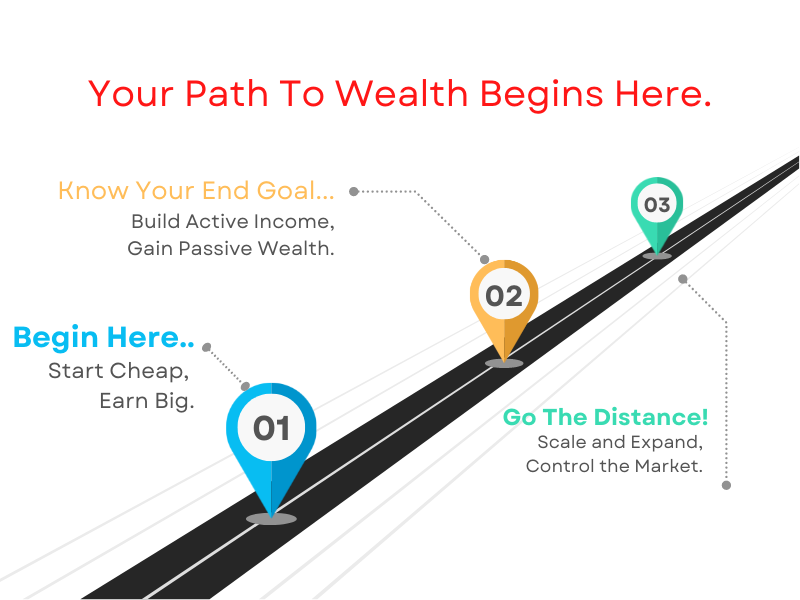 Your Path To Wealth Begins Here.
Know Your End Goal...
Build Active Income,
Gain Passive Wealth.
03
02
Begin Here..
Start Cheap,
Earn Big.
01
Go The Distance!
Scale and Expand,
Control the Market.